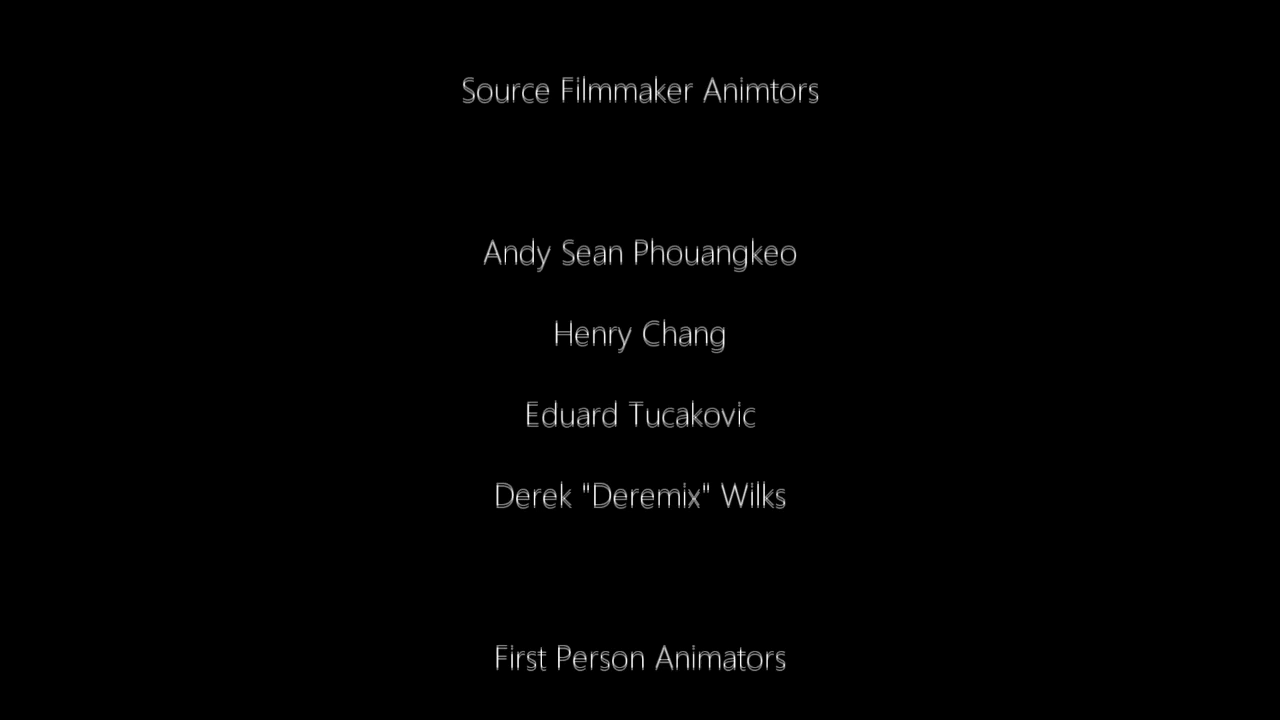 Source Filmmaker Animtors
Andy Sean Phouangkeo
Henry Chang
Eduard Tucakovic
Derek "Deremix" Wilks
First Person Animators